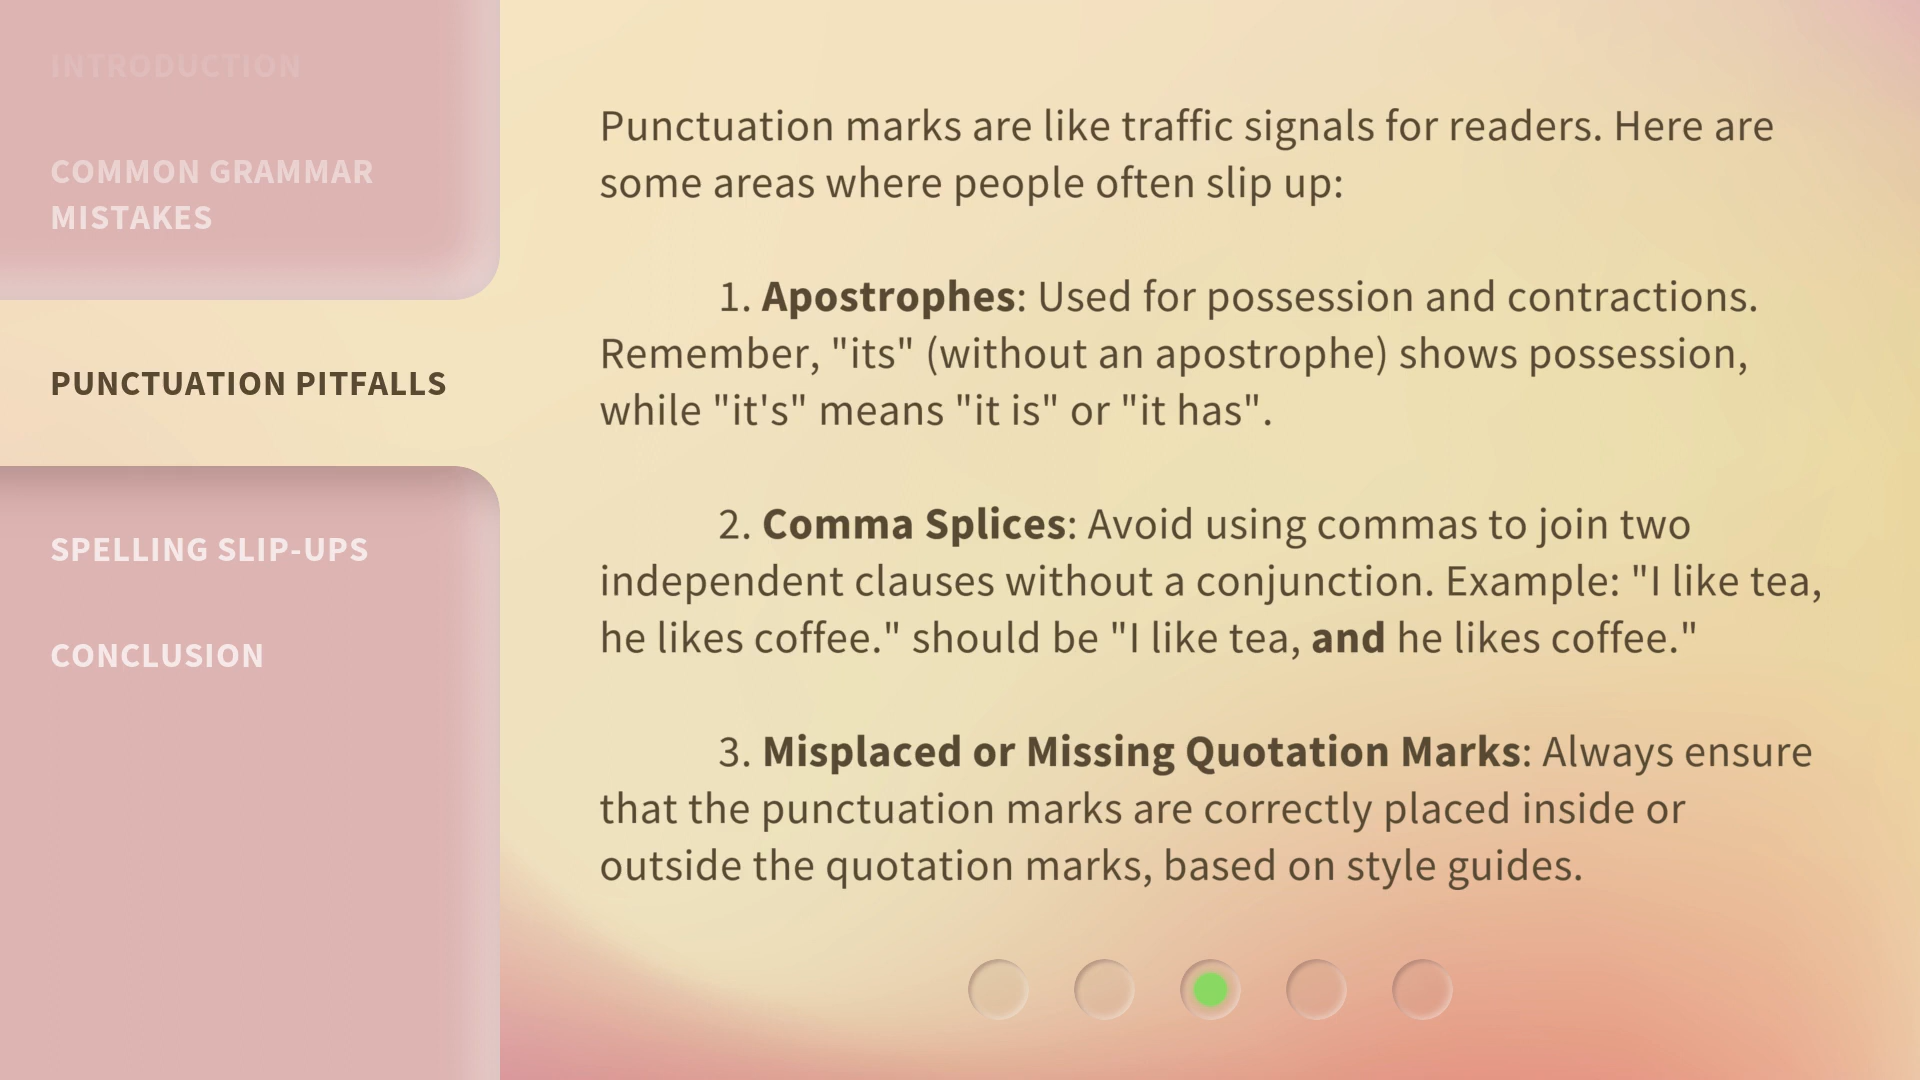 INTRODUCTION
COMMON GRAMMAR
MISTAKES
PUNCTUATION PITFALLS
SPELLING SLIP-UPS
CONCLUSION
Punctuation marks are like traffic signals for readers. Here are
some areas where people often slip up:
1. Apostrophes: Used for possession and contractions.
Remember, "its" (without an apostrophe) shows possession,
while "it's" means "it is" or "it has".
2. Comma Splices: Avoid using commas to join two
independent clauses without a conjunction. Example: "I like tea,
he likes coffee." should be "I like tea, and he likes coffee."
3. Misplaced or Missing Quotation Marks: Always ensure
that the punctuation marks are correctly placed inside or
outside the quotation marks, based on style guides.